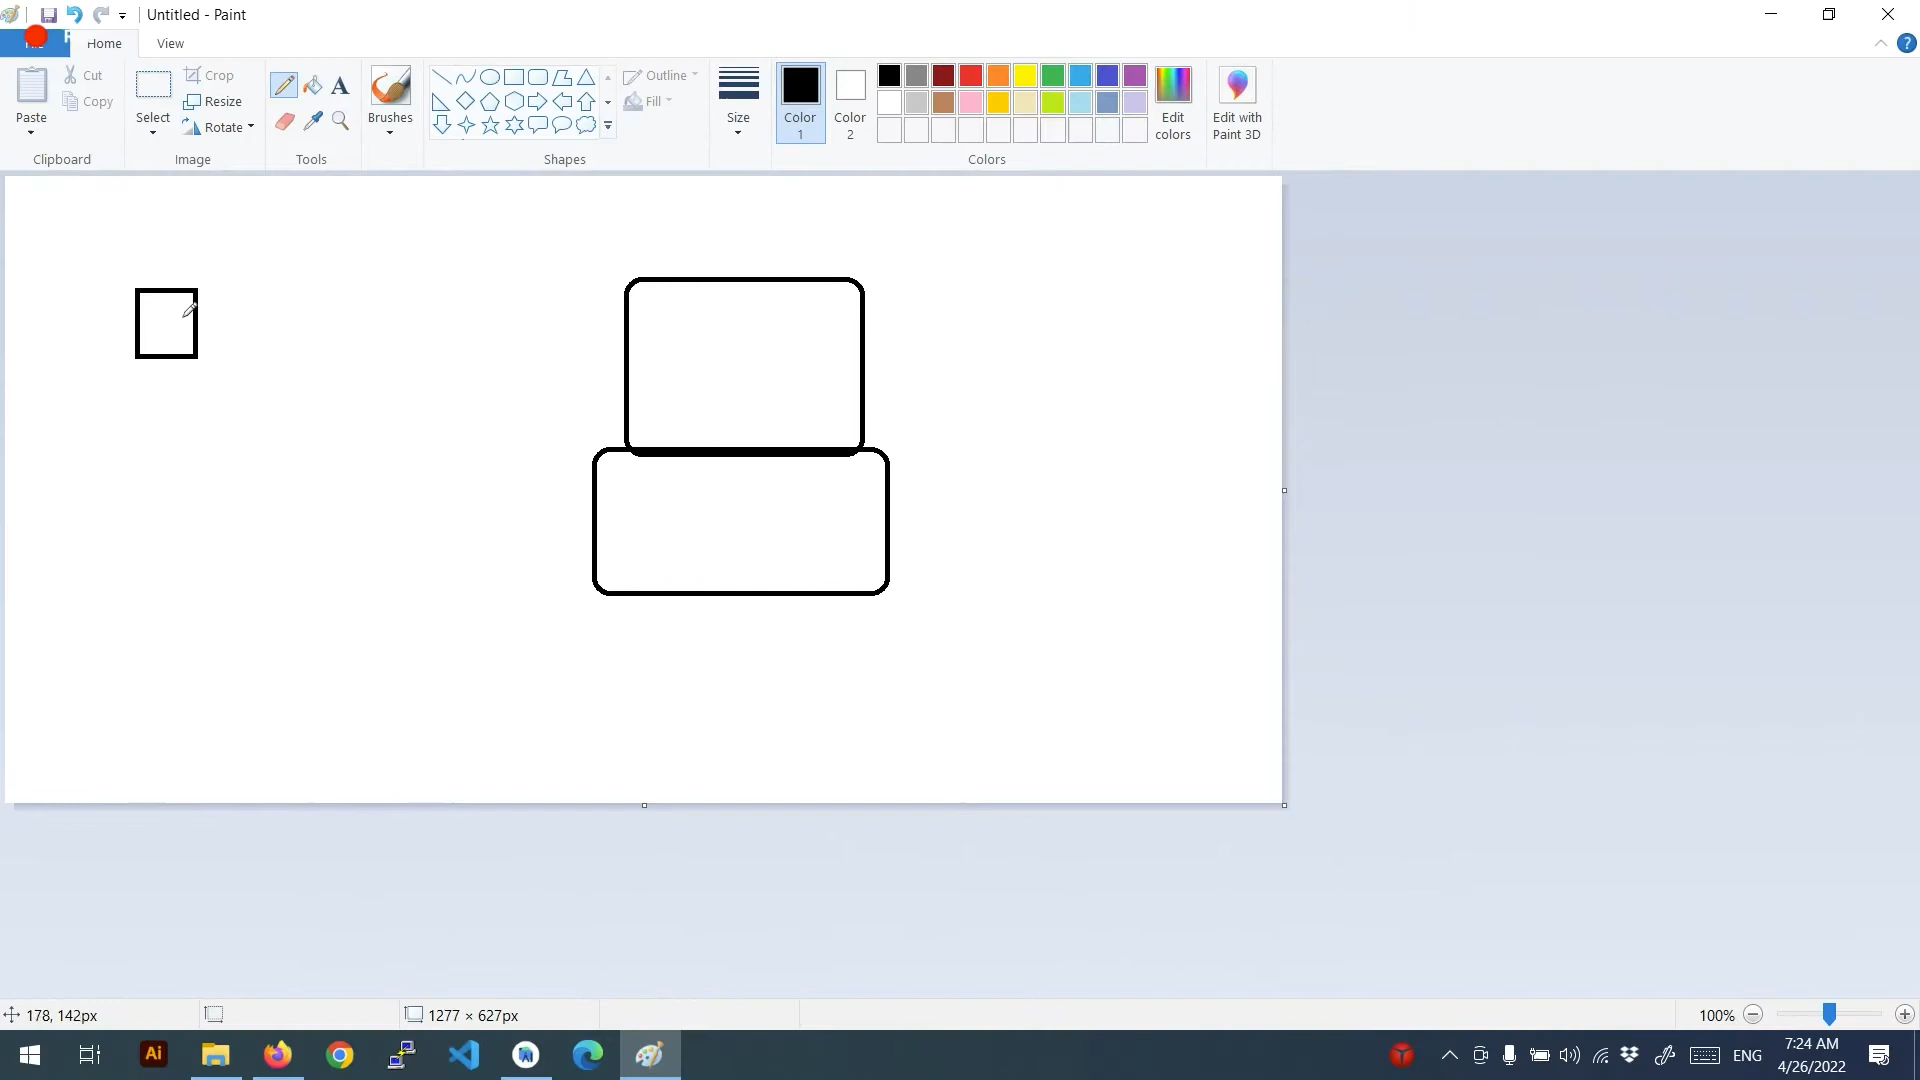 Untitled - Paint
Home
View
Paste
Cut
Copy
Clipboard
Select
Crop
Resize
Rotate
Image
A
Tools
Brushes
Shapes
Outline
Fill
Size
Color
1
Color
2
Colors
Edit
colors
Edit with
Paint 3D
?
178, 142px
1277 × 627px
100%
Ai
ENG
7:24 AM
4/26/2022